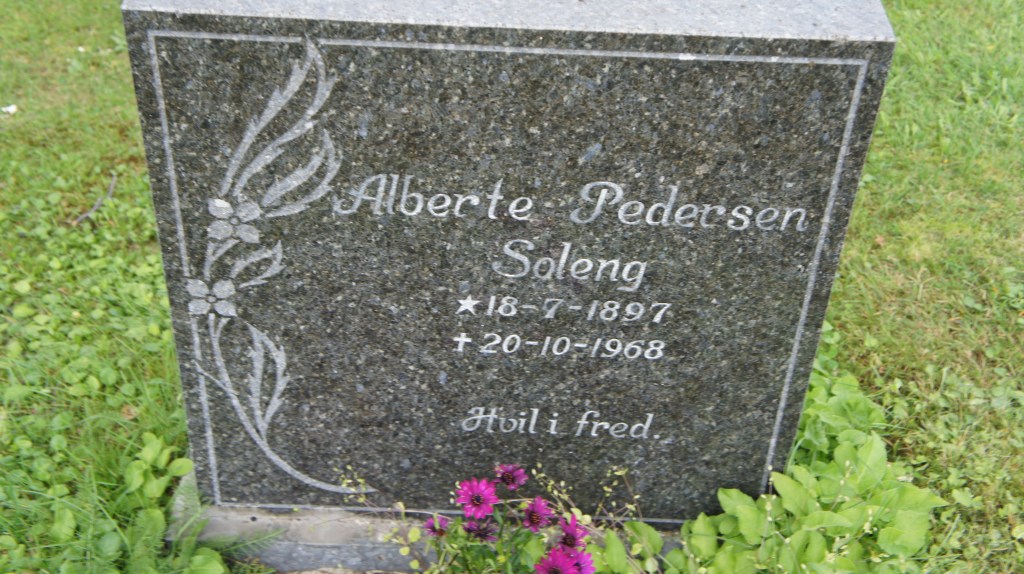 Alberte Pedersen
Soleng
★18-7-1897
✝20-10-1968
Hvil i fred.